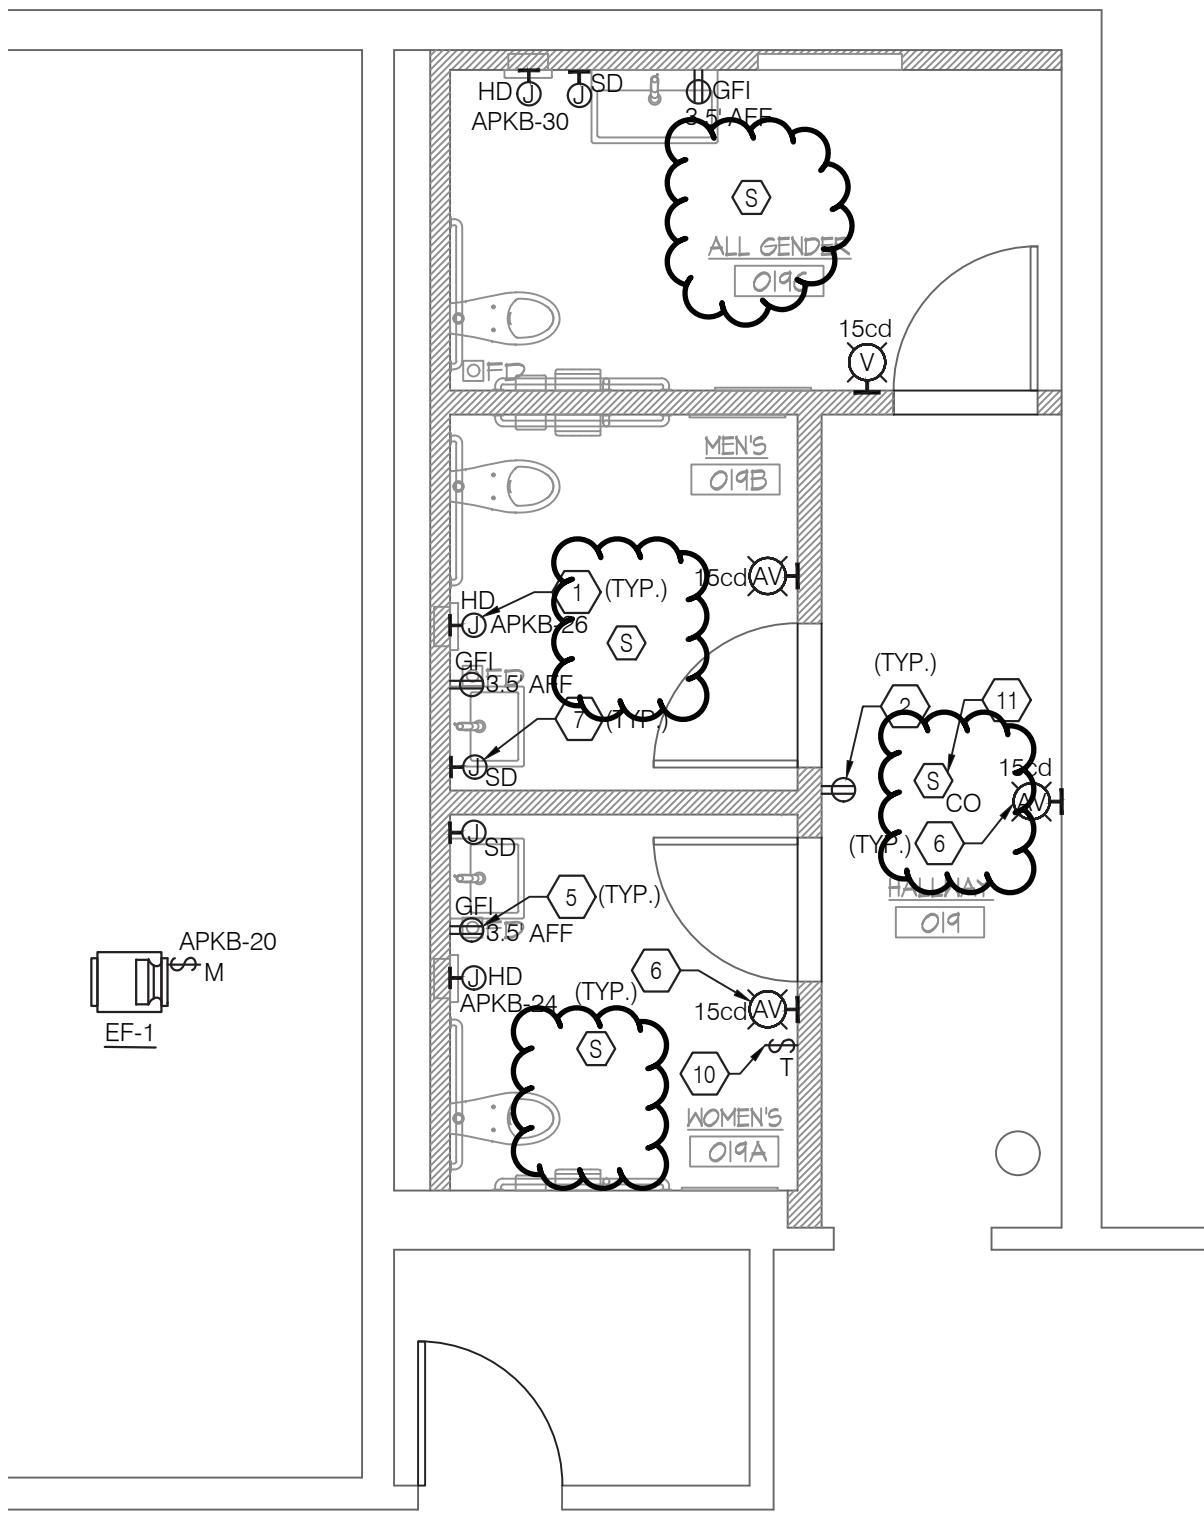 HD
J
J
SD
GFI
APKB-30
3.5' AFF
S
ALL GENDER
019C
15cd
V
FD
MEN'S
019B
15cd
AV
1
(TYP.)
HD
J
APKB-26
S
GFI
FD
3.5' AFF
7
(TYP.)
J
SD
(TYP.)
2
11
S
CO
15cd
AV
(TYP.)
6
HALLWAY
019
J
SD
5
(TYP.)
GFI
FD
3.5' AFF
J
HD
APKB-24
(TYP.)
6
15cd
AV
S
10
T
WOMEN'S
019A
APKB-20
M
EF-1